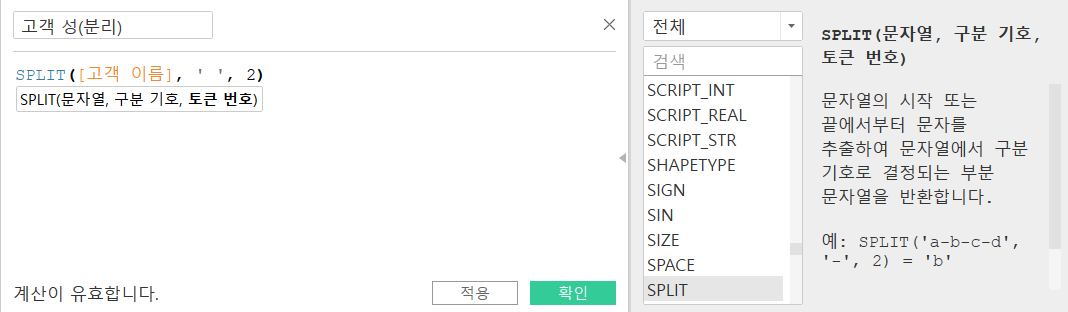 고객 성(분리)
SPLIT([고객 이름], ' ', 2)
SPLIT(문자열, 구분 기호, 토큰 번호)
계산이 유효합니다.
적용
확인
전체
검색
SCRIPT_INT
SCRIPT_REAL
SCRIPT_STR
SHAPETYPE
SIGN
SIN
SIZE
SPACE
SPLIT
SPLIT(문자열, 구분 기호,
토큰 번호)
문자열의 시작 또는
끝에서부터 문자를
추출하여 문자열에서 구분
기호로 결정되는 부분
문자열을 반환합니다.
예: SPLIT('a-b-c-d',
'-', 2) = 'b'